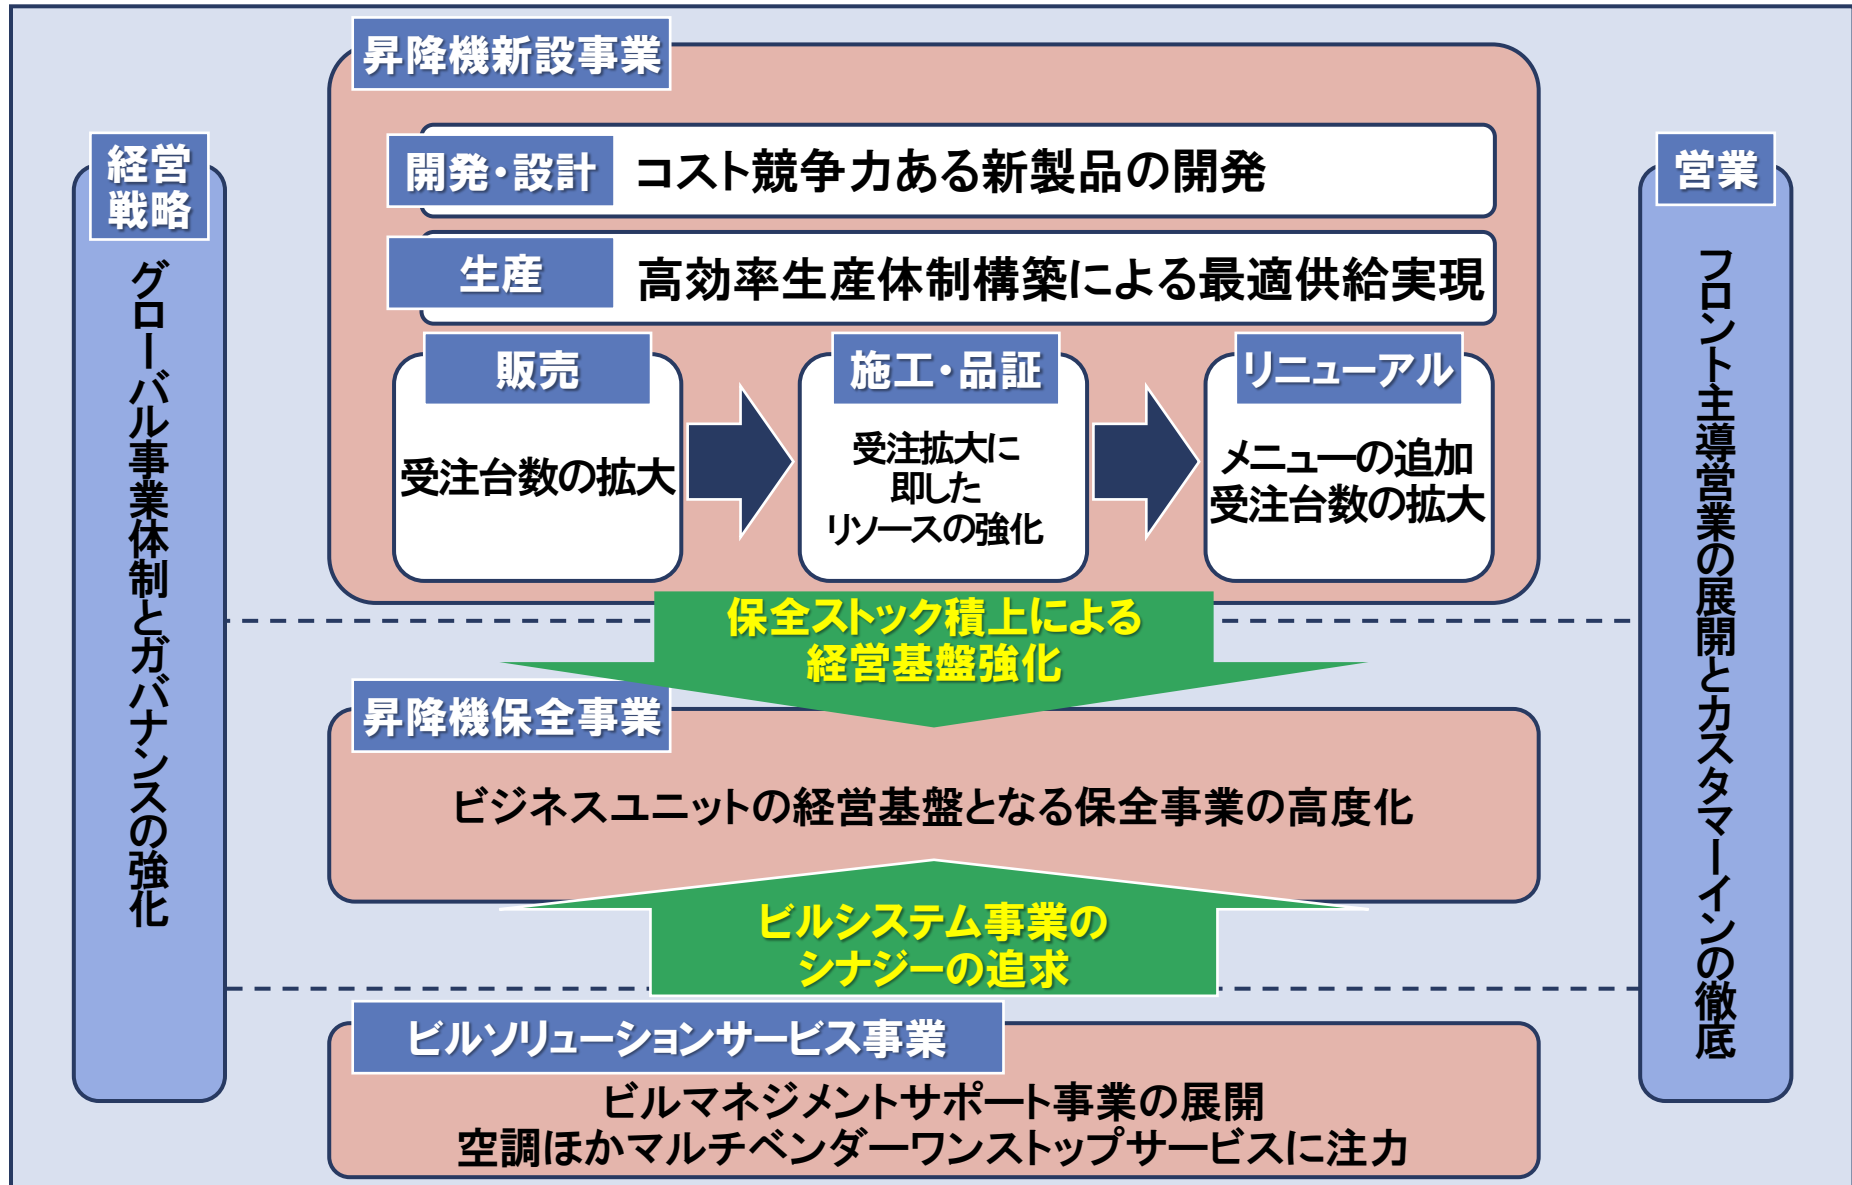 昇降機新設事業
開発・設計
コスト競争力ある新製品の開発
生産
高効率生産体制構築による最適供給実現
販売
受注台数の拡大
施工・品証
受注拡大に
即した
リソースの強化
リニューアル
メニューの追加
受注台数の拡大
経営
戦略
グローバル事業体制とガバナンスの強化
営業
フロント主導営業の展開とカスタマーインの徹底
保全ストック積上による
経営基盤強化
昇降機保全事業
ビジネスユニットの経営基盤となる保全事業の高度化
ビルシステム事業の
シナジーの追求
ビルソリューションサービス事業
ビルマネジメントサポート事業の展開
空調ほかマルチベンダーワンストップサービスに注力